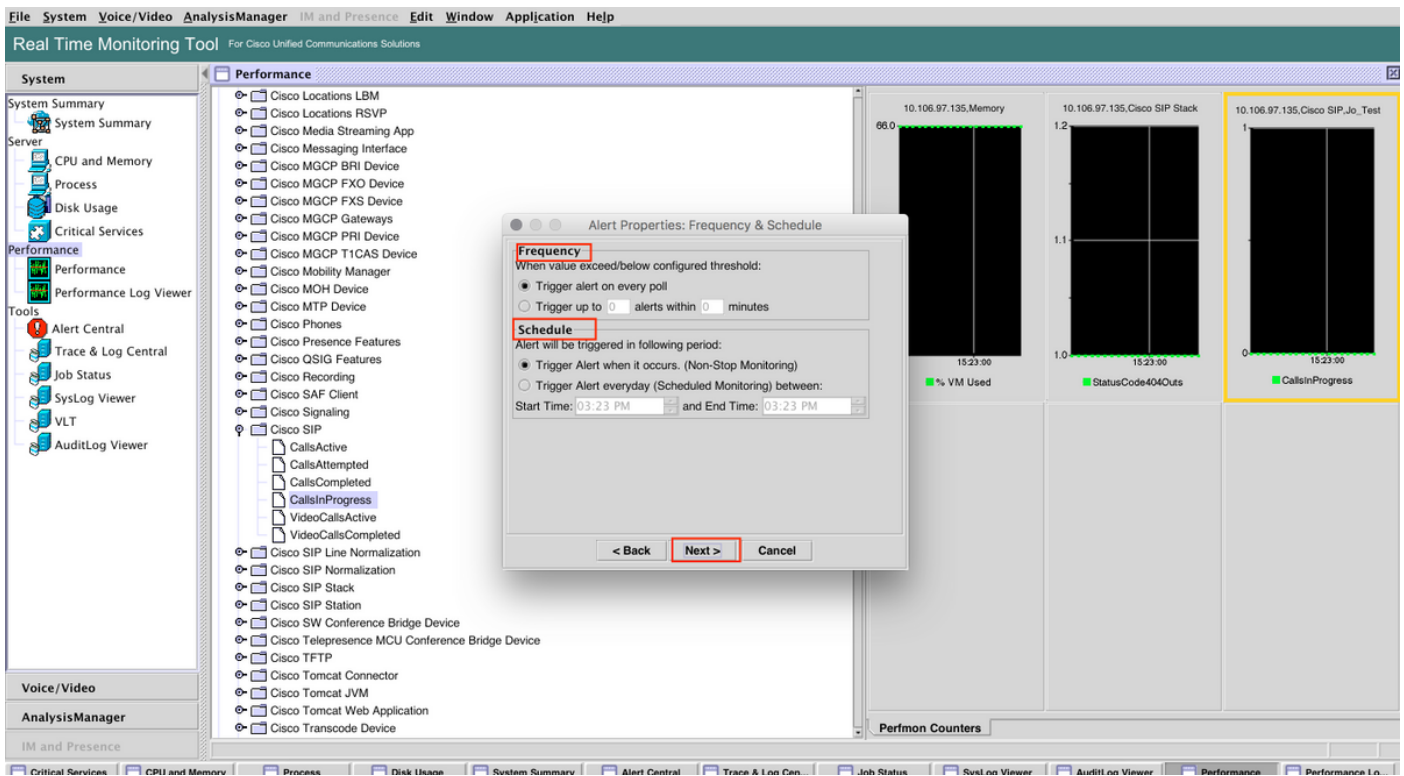 File System Voice/Video AnalysisManager IM and Presence Edit Window Application Help
Real Time Monitoring Tool For Cisco Unified Communications Solutions
System
System Summary
System Summary
Server
CPU and Memory
Process
Disk Usage
Critical Services
Performance
Performance
Performance Log Viewer
Tools
Alert Central
Trace & Log Central
Job Status
SysLog Viewer
VLT
AuditLog Viewer
Voice/Video
AnalysisManager
IM and Presence
Performance
Cisco Locations LBM
Cisco Locations RSVP
Cisco Media Streaming App
Cisco Messaging Interface
Cisco MGCP BRI Device
Cisco MGCP FXO Device
Cisco MGCP FXS Device
Cisco MGCP Gateways
Cisco MGCP PRI Device
Cisco MGCP T1CAS Device
Cisco Mobility Manager
Cisco MOH Device
Cisco MTP Device
Cisco Phones
Cisco Presence Features
Cisco QSIG Features
Cisco Recording
Cisco SAF Client
Cisco Signaling
Cisco SIP
CallsActive
CallsAttempted
CallsCompleted
CallsInProgress
VideoCallsActive
VideoCallsCompleted
Cisco SIP Line Normalization
Cisco SIP Normalization
Cisco SIP Stack
Cisco SIP Station
Cisco SW Conference Bridge Device
Cisco Telepresence MCU Conference Bridge Device
Cisco TFTP
Cisco Tomcat Connector
Cisco Tomcat JVM
Cisco Tomcat Web Application
Cisco Transcode Device
Alert Properties: Frequency & Schedule
Frequency
When value exceed/below configured threshold:
Trigger alert on every poll
Trigger up to 0 alerts within 0 minutes
Schedule
Alert will be triggered in following period:
Trigger Alert when it occurs. (Non-Stop Monitoring)
Trigger Alert everyday (Scheduled Monitoring) between:
Start Time: 03:23 PM and End Time: 03:23 PM
< Back Next > Cancel
10.106.97.135,Memory
66.0
15:23:00
% VM Used
10.106.97.135,Cisco SIP Stack
1.2
1.1
1.0
15:23:00
StatusCode404Outs
10.106.97.135,Cisco SIP,Jo_Test
1
0
15:23:00
CallsInProgress
Perfmon Counters
Critical Services CPU and Memory Process Disk Usage System Summary Alert Central Trace & Log Cen... Job Status SysLog Viewer AuditLog Viewer Performance Performance Lo...